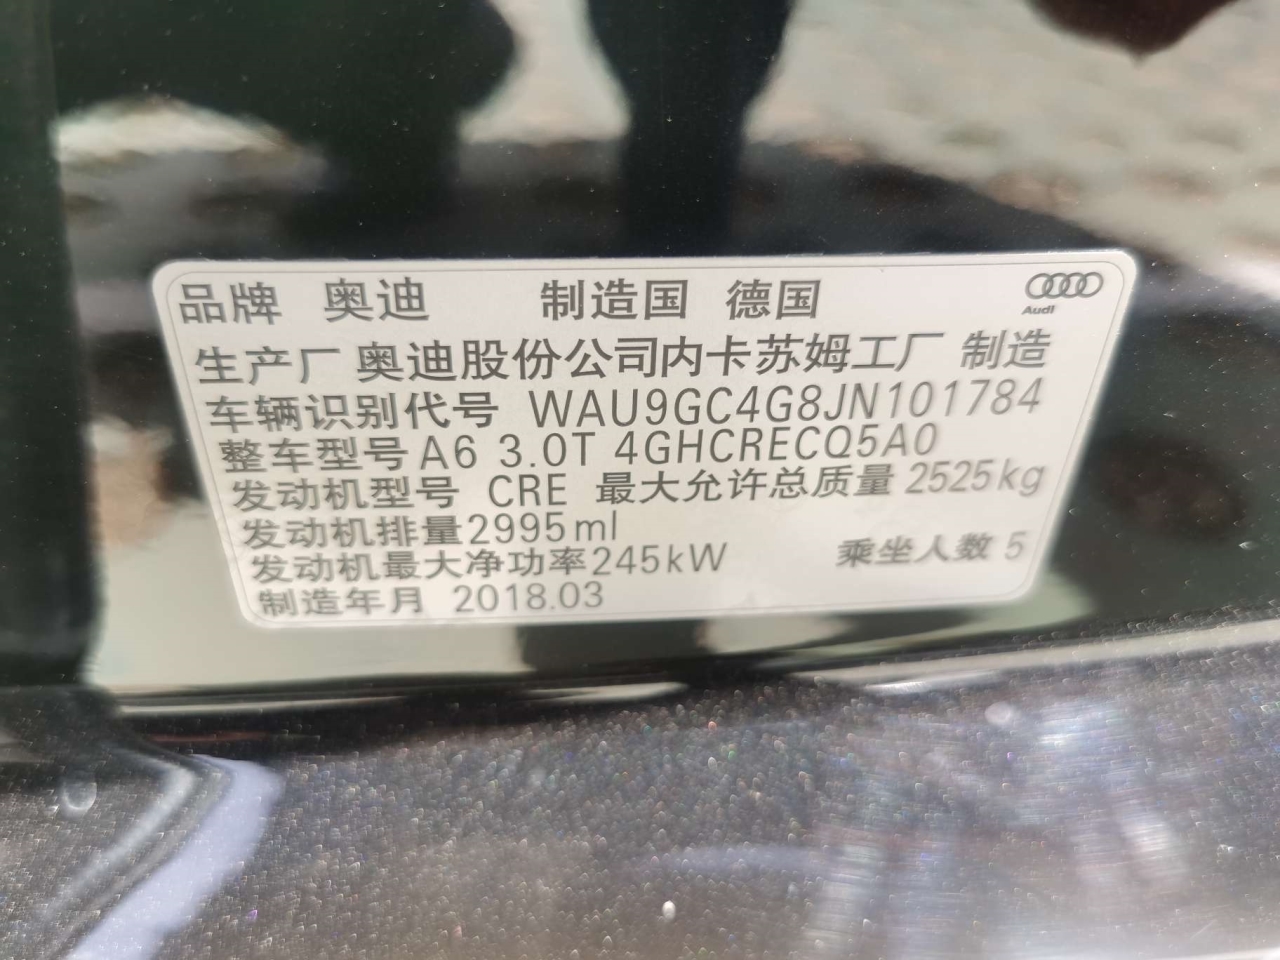 品牌 奥迪 制造国 德国
Audi
生产厂 奥迪股份公司内卡苏姆工厂 制造
车辆识别代号 WAU9GC4G8JN101784
整车型号 A6 3.0T 4GHCRECQ5A0
发动机型号 CRE 最大允许总质量 2525kg
发动机排量 2995ml
发动机最大净功率 245kW 乘坐人数 5
制造年月 2018.03